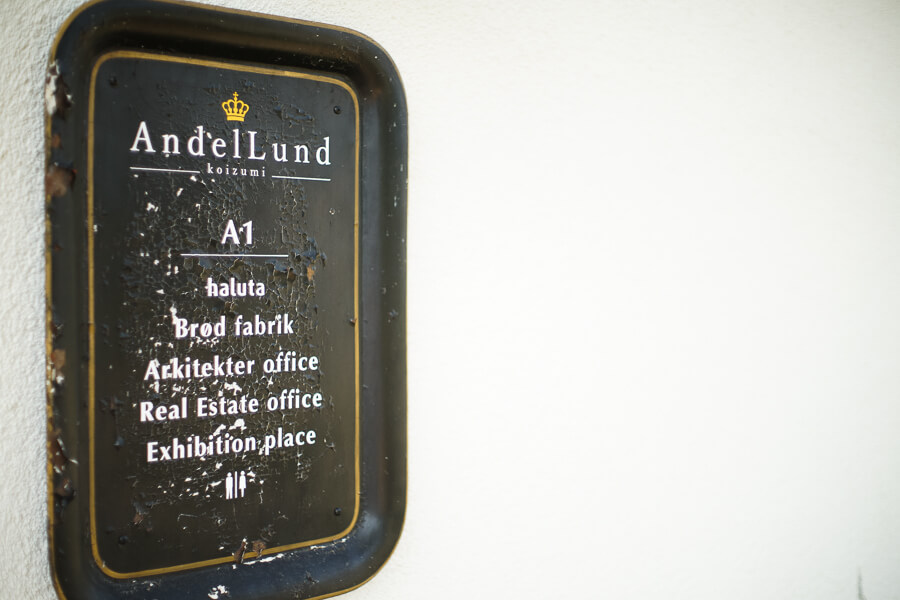 AndelLund
koizumi
A1
haluta
Brød fabrik
Arkitekter office
Real Estate office
Exhibition place